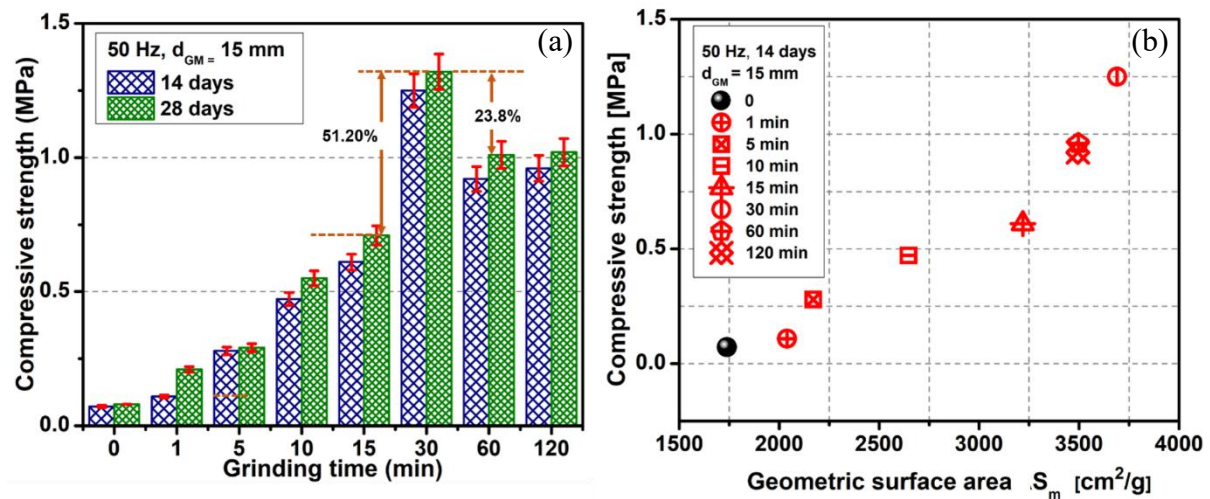 (a)
50 Hz, d GM = 15 mm
14 days
28 days
51.20%
23.8%
Compressive strength (MPa)
1.5
1.0
0.5
0.0
0 1 5 10 15 30 60 120
Grinding time (min)
(b)
50 Hz, 14 days
d GM = 15 mm
0
1 min
5 min
10 min
15 min
30 min
60 min
120 min
Compressive strength [MPa]
1.5
1.0
0.5
0.0
1500 2000 2500 3000 3500 4000
Geometric surface area .S m [cm²/g]